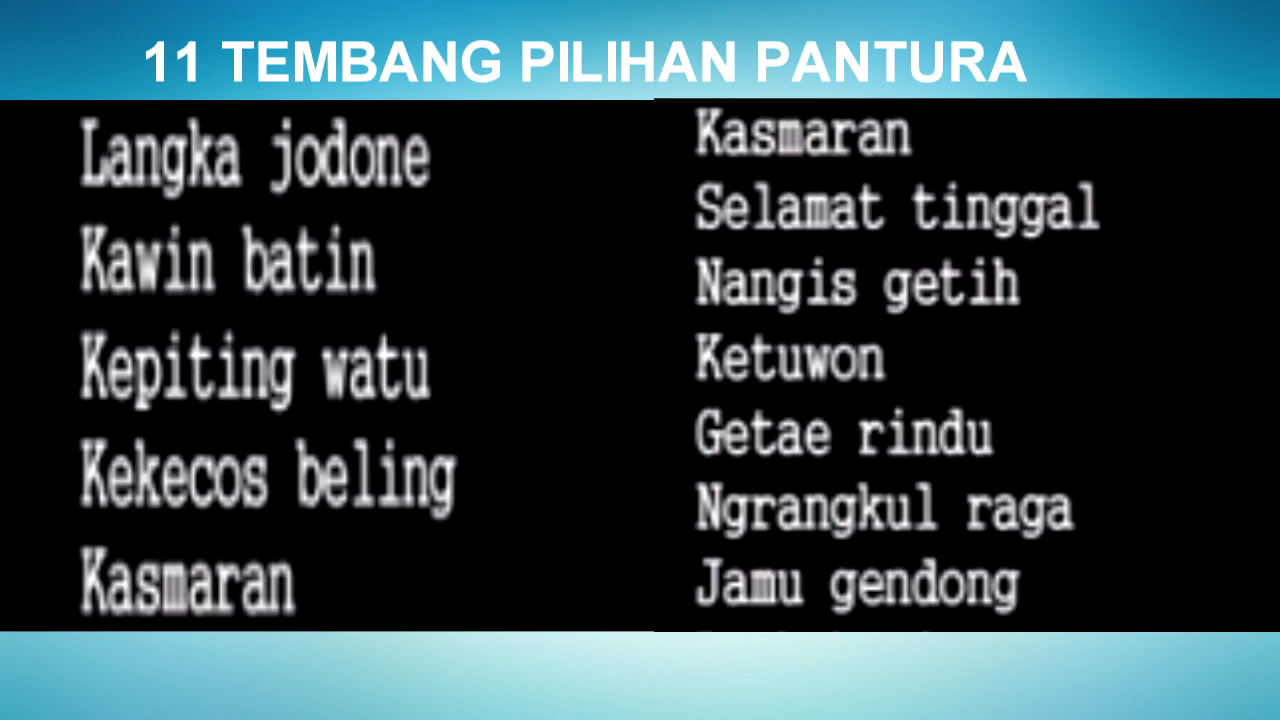 11 TEMBANG PILIHAN PANTURA
Langka jodone
Kawin batin
Kepiting watu
Kekecos beling
Kasmaran
Kasmaran
Selamat tinggal
Nangis getih
Ketuwon
Getae rindu
Ngrangkul raga
Jamu gendong